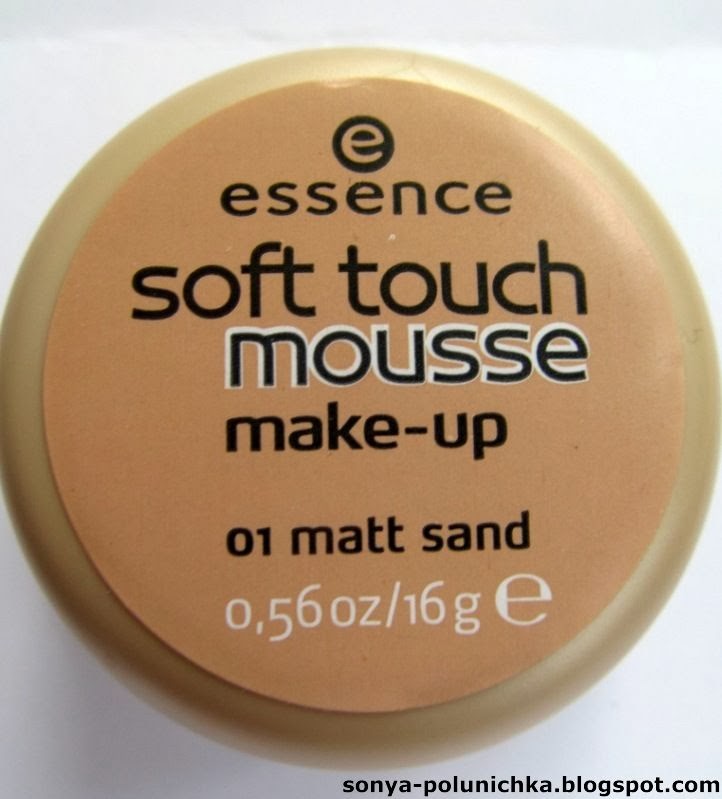 e
essence
soft touch
mousse
make-up
01 matt sand
0,56 oz/16 g ℮
sonya-polunichka.blogspot.com